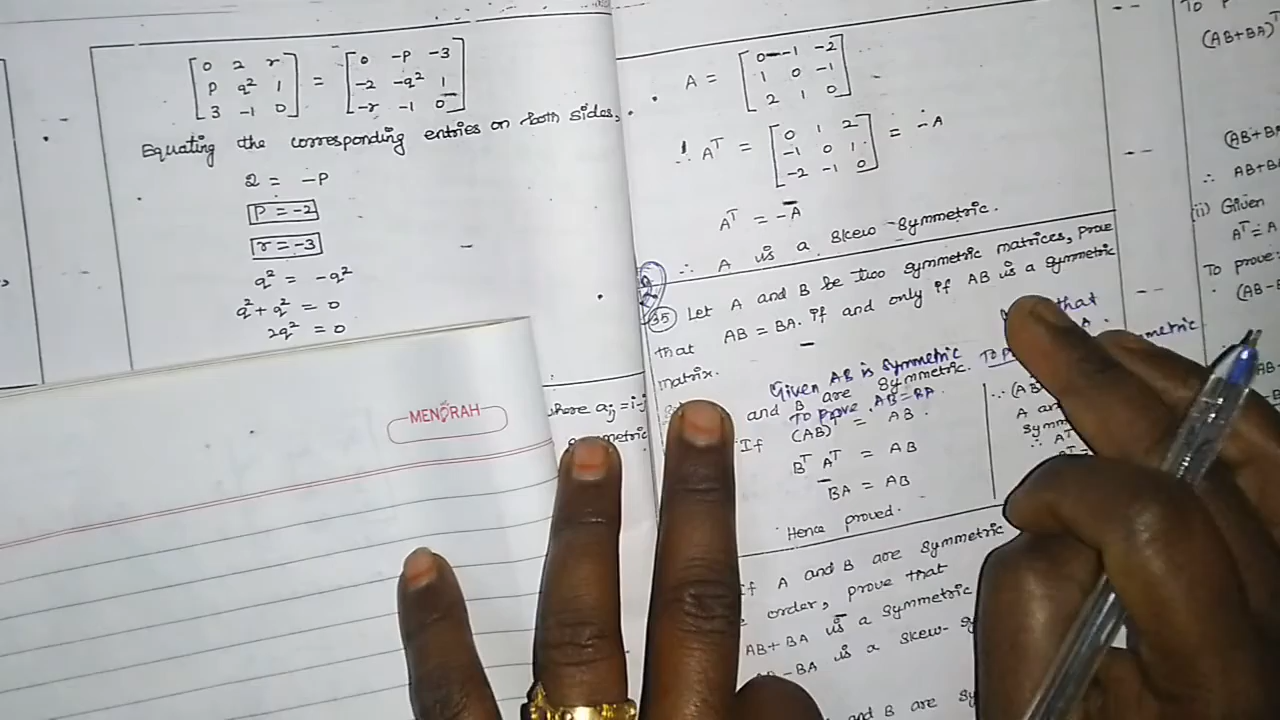 [0 2 r] = [0 -P -3]
[P q² 1] [-2 -q² 1]
[3 -1 0] [-r -1 0]
Equating the corresponding entries on both sides,
2 = -P
P = -2
r = -3
q² = -q²
q² + q² = 0
2q² = 0
MENORAH
where aij = i-j
A = [0 -1 -2]
[1 0 -1]
[2 1 0]
∴ Aᵀ = [0 1 2] = -A
[-1 0 1]
[-2 -1 0]
Aᵀ = -A
∴ A is a skew-symmetric.
35 Let A and B be two symmetric matrices, prove
that AB = BA. if and only if AB is a symmetric
matrix.
Given AB is symmetric
and B are symmetric.
To prove AB = BA.
If (AB)ᵀ = AB.
Bᵀ Aᵀ = AB
BA = AB
Hence proved.
If A and B are symmetric
order, prove that
AB + BA is a symmetric
- BA is a skew-
and B are
(AB+BA)ᵀ
∴ AB+B
(ii) Given
Aᵀ = A
To prove: